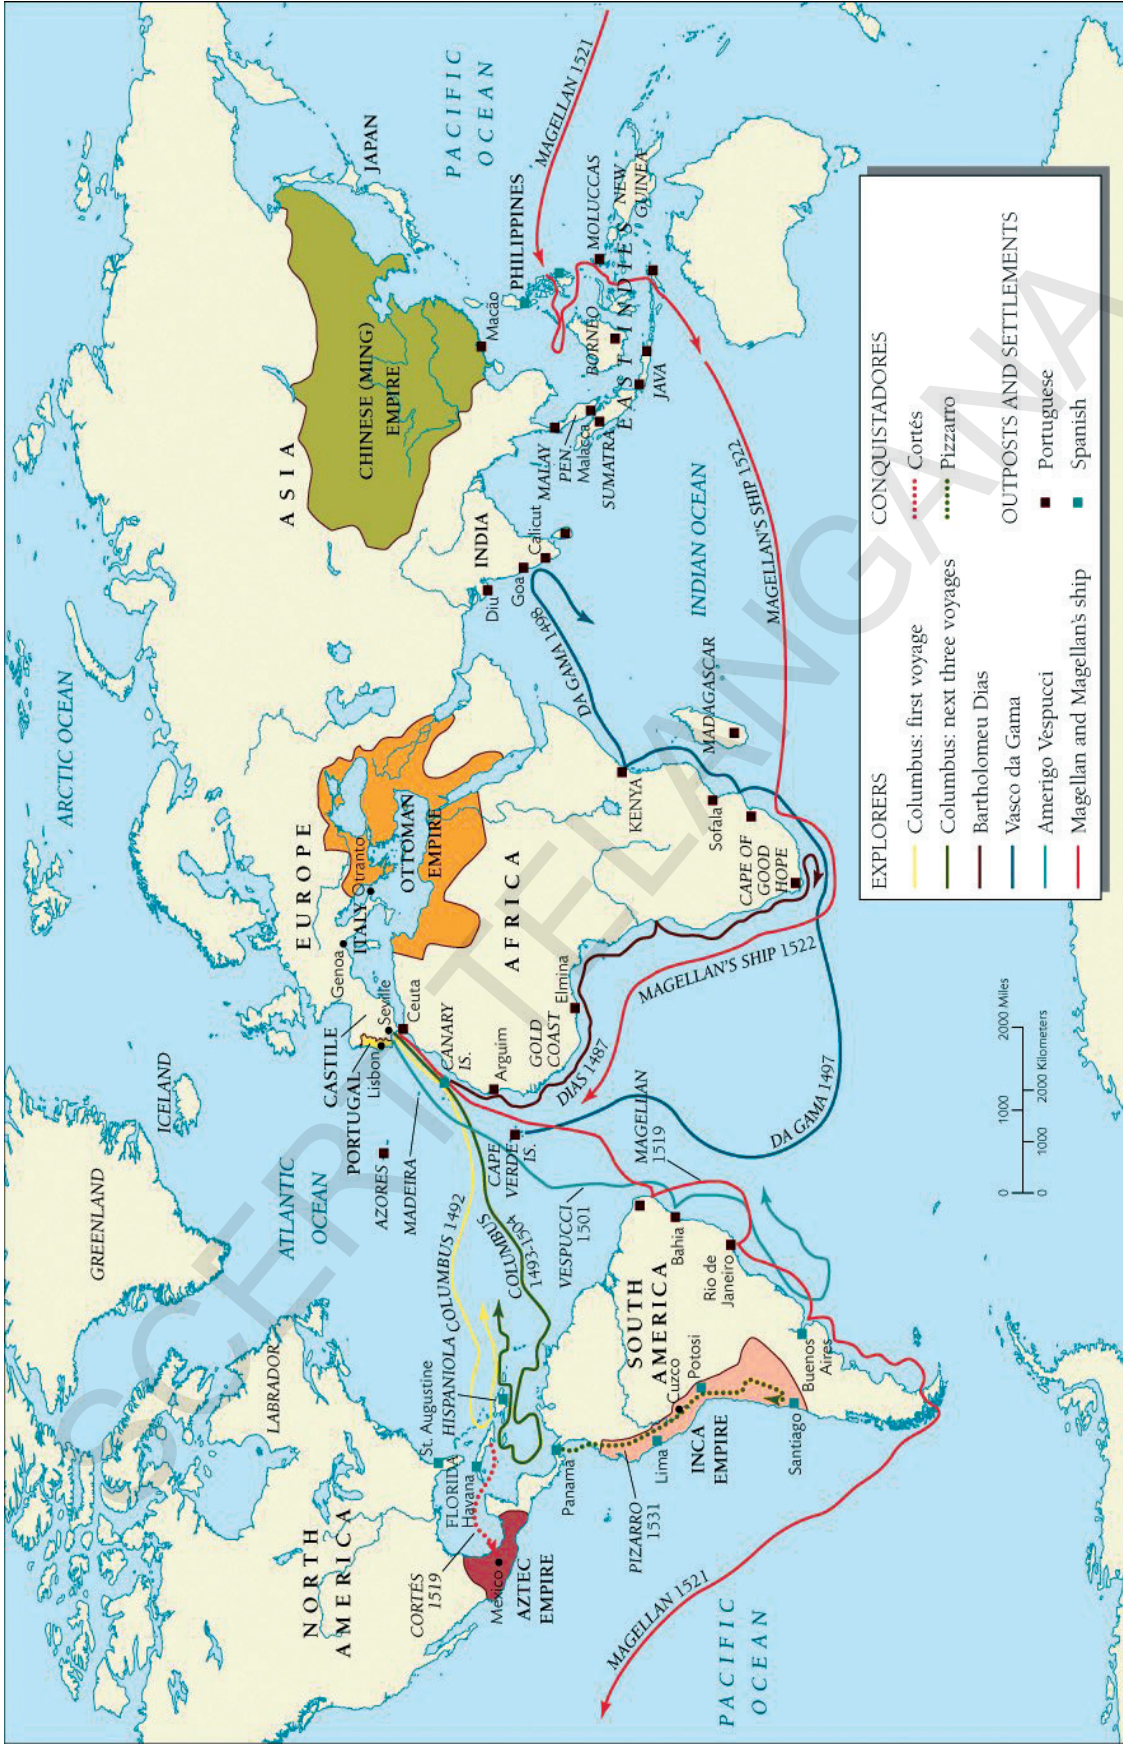 ARCTIC OCEAN
GREENLAND
ICELAND
NORTH
AMERICA
LABRADOR
ATLANTIC
OCEAN
EUROPE
ASIA
CASTILE
PORTUGAL
Lisbon
Seville
Genoa
ITALY
Otranto
OTTOMAN
EMPIRE
CHINESE (MING)
EMPIRE
JAPAN
PACIFIC
OCEAN
AZORES
MADEIRA
Ceuta
CANARY
IS.
St. Augustine
FLORIDA
Havana
HISPANIOLA
COLUMBUS 1492
COLUMBUS
1493-1504
CORTÉS
1519
Mexico
AZTEC
EMPIRE
Panama
CAPE
VERDE
IS.
Arguim
AFRICA
GOLD
COAST
Elmina
DIAS 1487
INDIA
Diu
Goa
Calicut
Macão
PHILIPPINES
MAGELLAN 1521
MALAY
PEN.
Malacca
SUMATRA
BORNEO
MOLUCCAS
NEW
GUINEA
EAST INDIES
JAVA
DA GAMA 1498
KENYA
INDIAN OCEAN
MADAGASCAR
Sofala
CAPE OF
GOOD
HOPE
MAGELLAN'S SHIP 1522
MAGELLAN'S SHIP 1522
VESPUCCI
1501
MAGELLAN
1519
DA GAMA 1497
SOUTH
AMERICA
Bahia
Rio de
Janeiro
Cuzco
Potosi
Lima
INCA
EMPIRE
PIZARRO
1531
Santiago
Buenos
Aires
MAGELLAN 1521
PACIFIC
OCEAN
0 1000 2000 Miles
0 1000 2000 Kilometers
EXPLORERS
Columbus: first voyage
Columbus: next three voyages
Bartholomeu Dias
Vasco da Gama
Amerigo Vespucci
Magellan and Magellan's ship
CONQUISTADORES
Cortés
Pizzarro
OUTPOSTS AND SETTLEMENTS
Portuguese
Spanish
SCERT TELANGANA